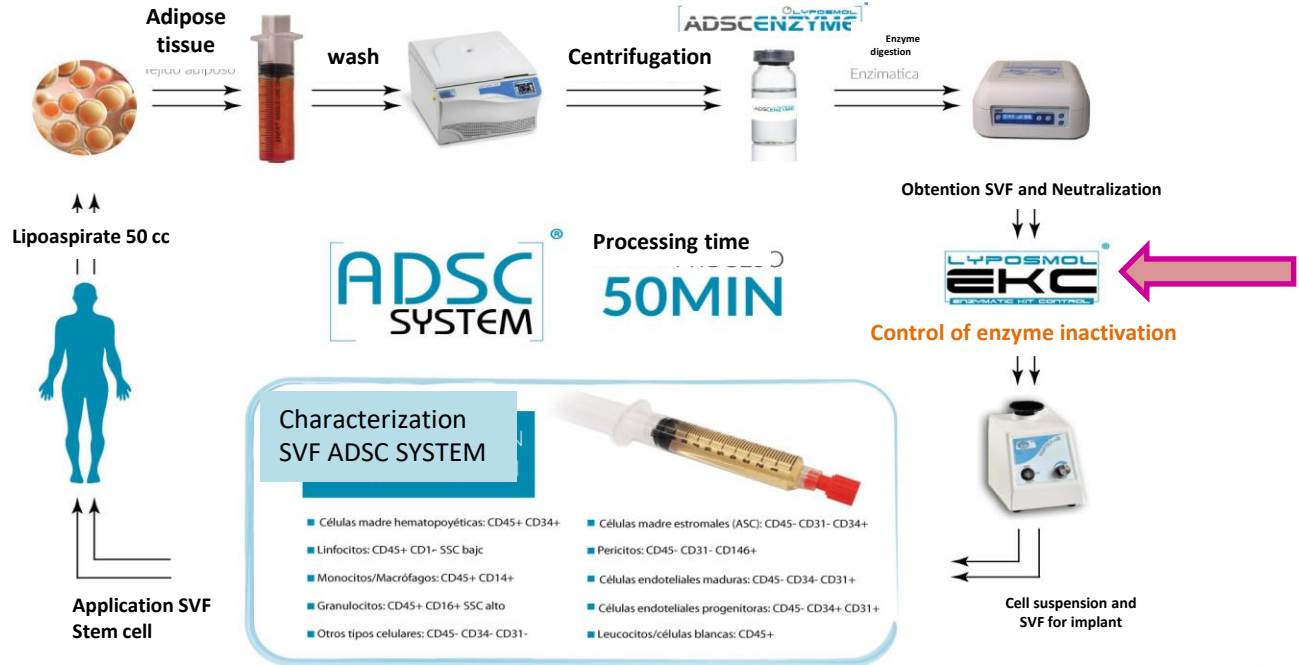 LYPOSMOL
ADSCENZYME
Adipose
tissue
Tejido adiposo
wash
Centrifugation
Enzyme
digestion
Enzimatica
ADSCENZYME
Obtention SVF and Neutralization
Lipoaspirate 50 cc
ADSC
SYSTEM
®
Processing time
50MIN
LYPOSMOL
EKC
ENZYMATIC KIT CONTROL
®
Control of enzyme inactivation
Characterization
SVF ADSC SYSTEM
Células madre hematopoyéticas: CD45+ CD34+
Linfocitos: CD45+ CD1- SSC bajc
Monocitos/Macrófagos: CD45+ CD14+
Granulocitos: CD45+ CD16+ SSC alto
Otros tipos celulares: CD45- CD34- CD31-
Células madre estromales (ASC): CD45- CD31- CD34+
Pericitos: CD45- CD31- CD146+
Células endoteliales maduras: CD45- CD34- CD31+
Células endoteliales progenitoras: CD45- CD34+ CD31+
Leucocitos/células blancas: CD45+
Application SVF
Stem cell
Cell suspension and
SVF for implant